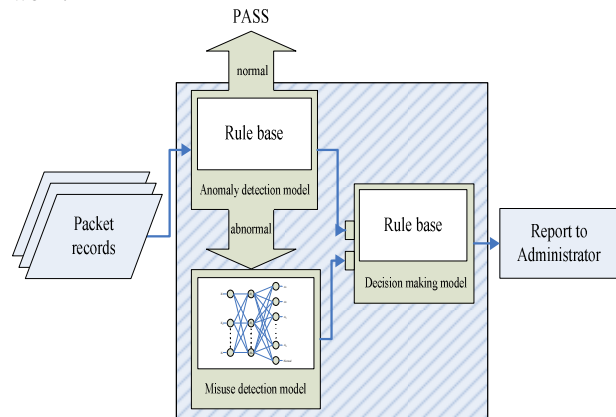 PASS
normal
Rule base
Anomaly detection model
Packet
records
abnormal
Rule base
Decision making model
Report to
Administrator
Misuse detection model